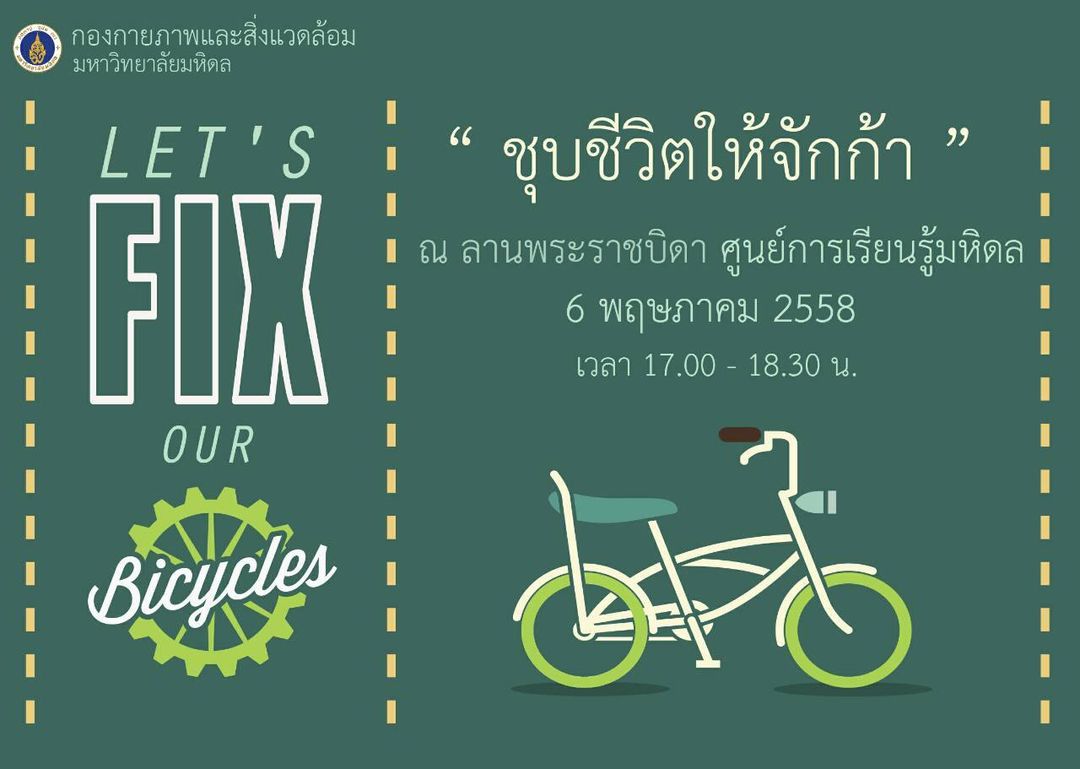 กองกายภาพและสิ่งแวดล้อม
มหาวิทยาลัยมหิดล
LET'S
FIX
OUR
Bicycles
“ ชุบชีวิตให้จักก้า ”
ณ ลานพระราชบิดา ศูนย์การเรียนรู้มหิดล
6 พฤษภาคม 2558
เวลา 17.00 - 18.30 น.